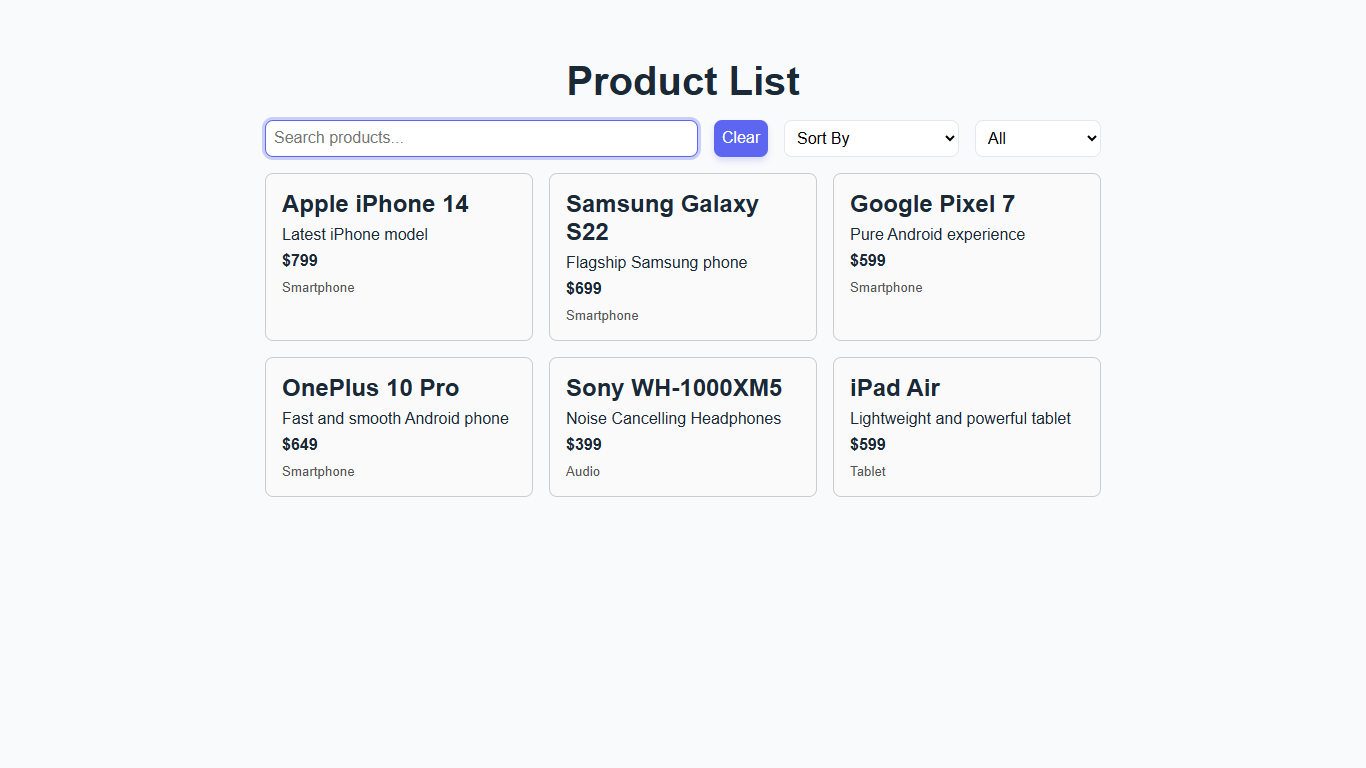 Product List
Search products...
Clear
Sort By
All
Apple iPhone 14
Latest iPhone model
$799
Smartphone
Samsung Galaxy
S22
Flagship Samsung phone
$699
Smartphone
Google Pixel 7
Pure Android experience
$599
Smartphone
OnePlus 10 Pro
Fast and smooth Android phone
$649
Smartphone
Sony WH-1000XM5
Noise Cancelling Headphones
$399
Audio
iPad Air
Lightweight and powerful tablet
$599
Tablet